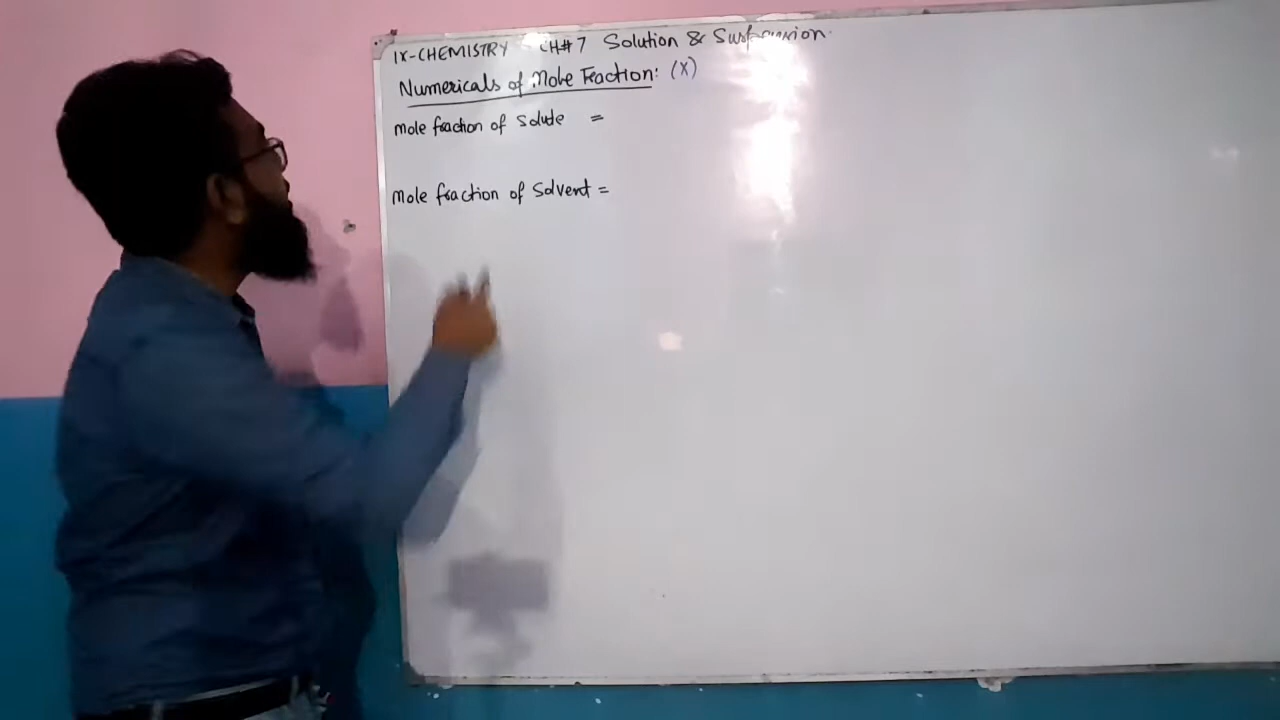 IX-CHEMISTRY - CH#7 Solution & Suspension.
Numericals of Mole Fraction: (X)
mole fraction of Solute =
mole fraction of Solvent =